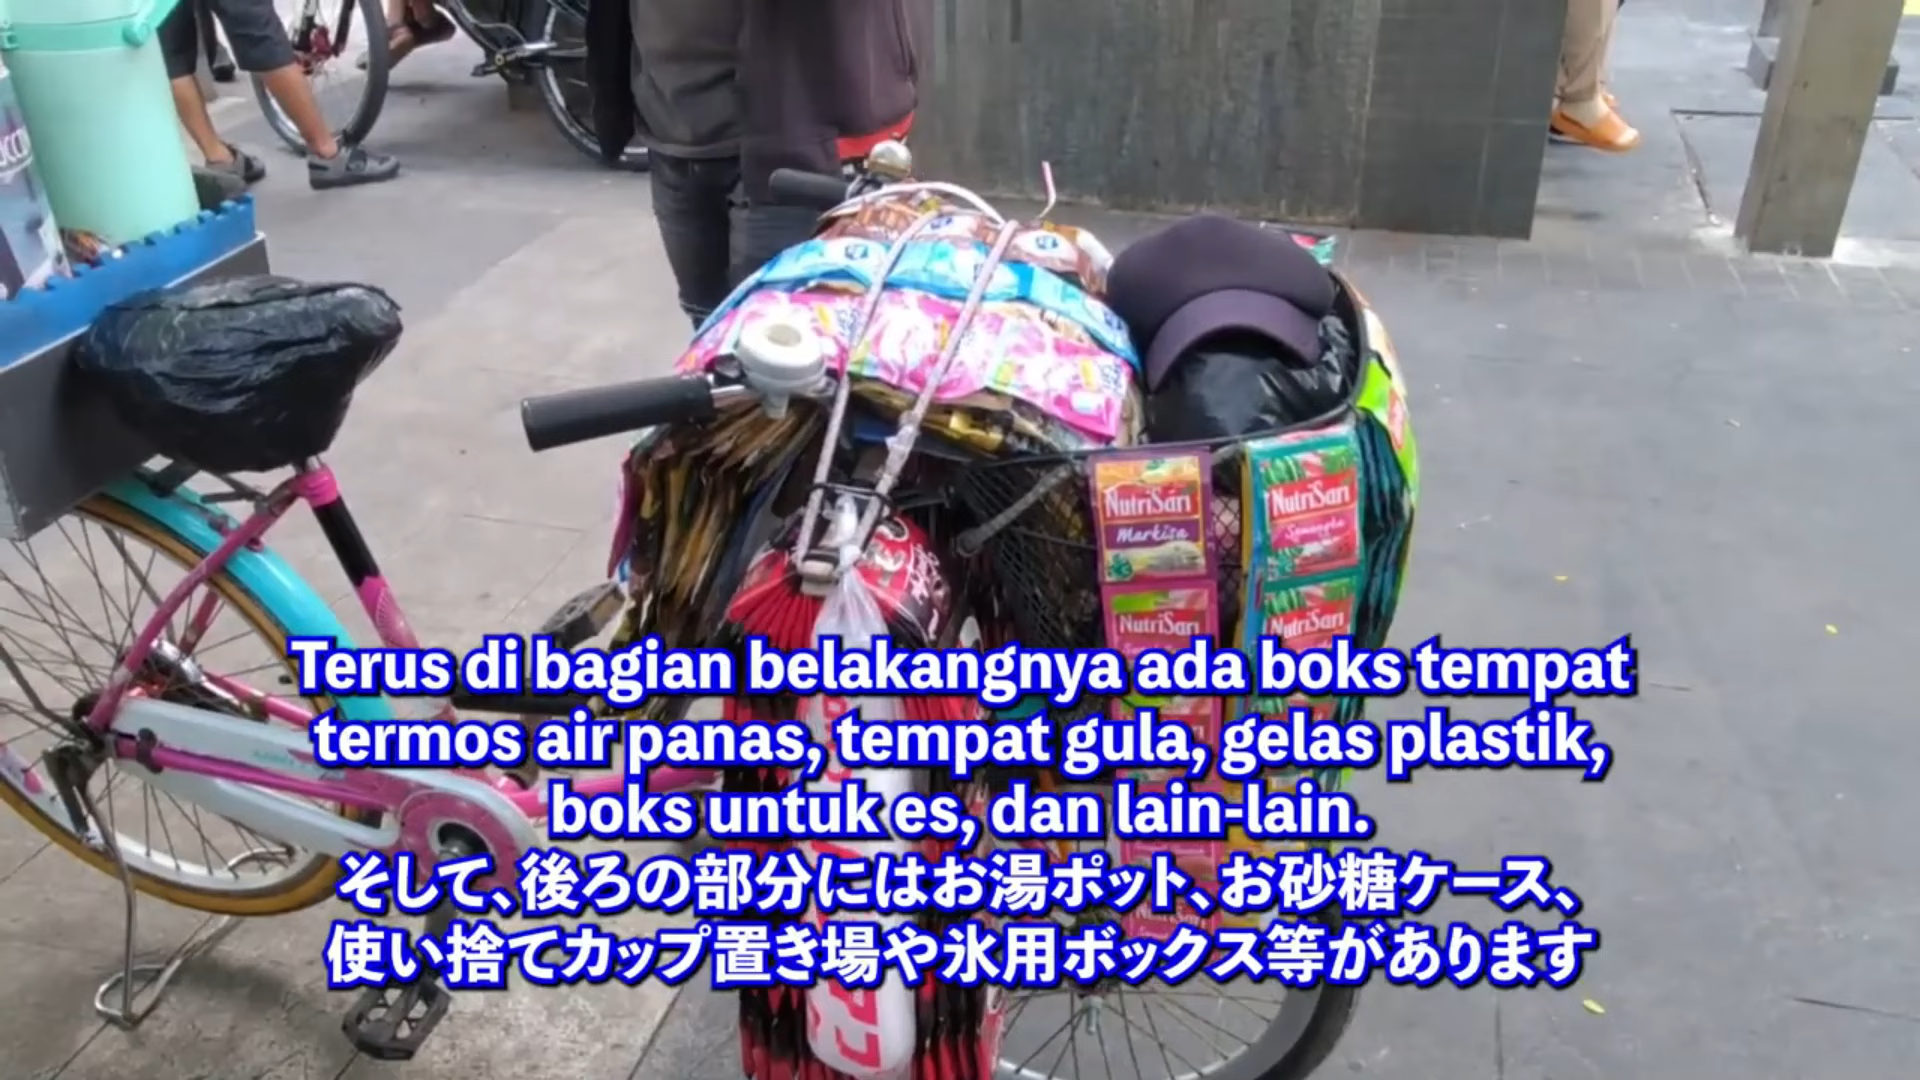 NutriSari
Markisa
NutriSari
Semangka
NutriSari
NutriSari
Terus di bagian belakangnya ada boks tempat
termos air panas, tempat gula, gelas plastik,
boks untuk es, dan lain-lain.
そして、後ろの部分にはお湯ポット、お砂糖ケース、
使い捨てカップ置き場や氷用ボックス等があります